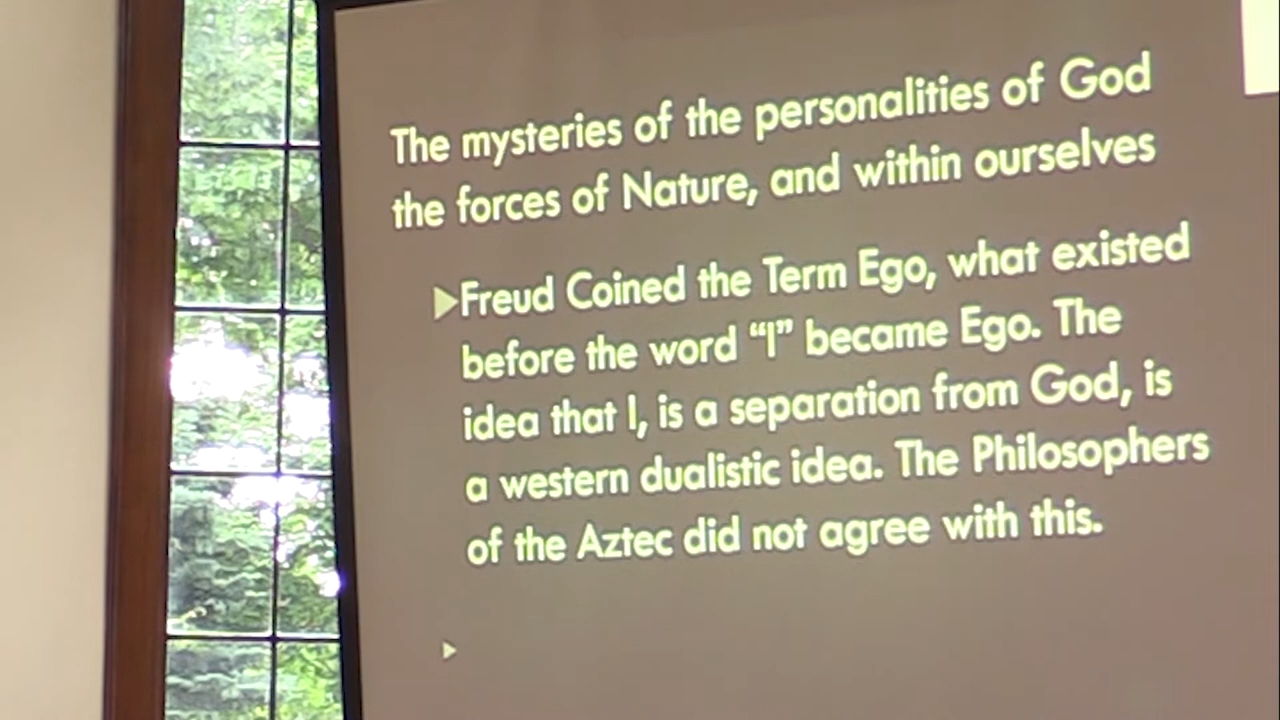 The mysteries of the personalities of God
the forces of Nature, and within ourselves
Freud Coined the Term Ego, what existed
before the word “I” became Ego. The
idea that I, is a separation from God, is
a western dualistic idea. The Philosophers
of the Aztec did not agree with this.